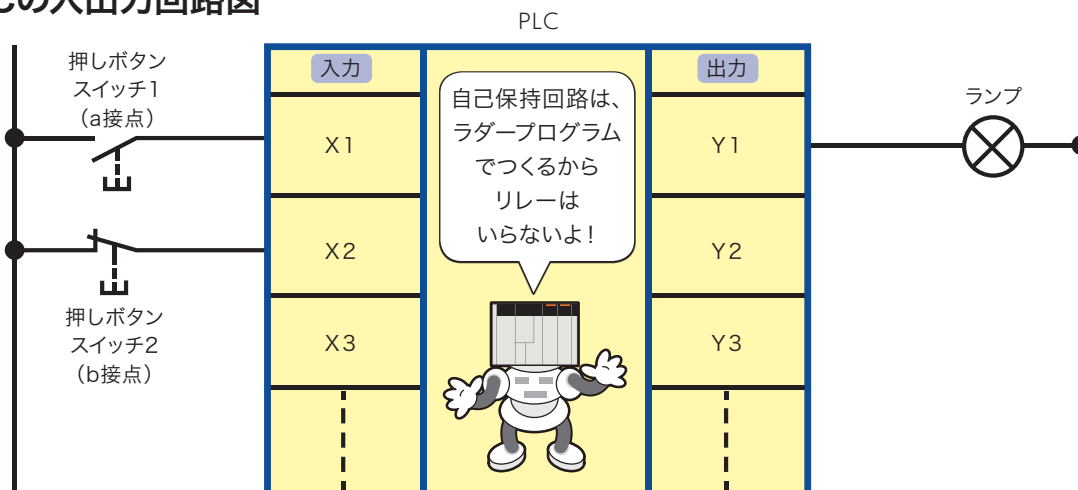 の入出力回路図
PLC
押しボタン
スイッチ1
（a接点）
入力
X1
X2
X3
押しボタン
スイッチ2
（b接点）
自己保持回路は、
ラダープログラム
でつくるから
リレーは
いらないよ！
出力
Y1
Y2
Y3
ランプ